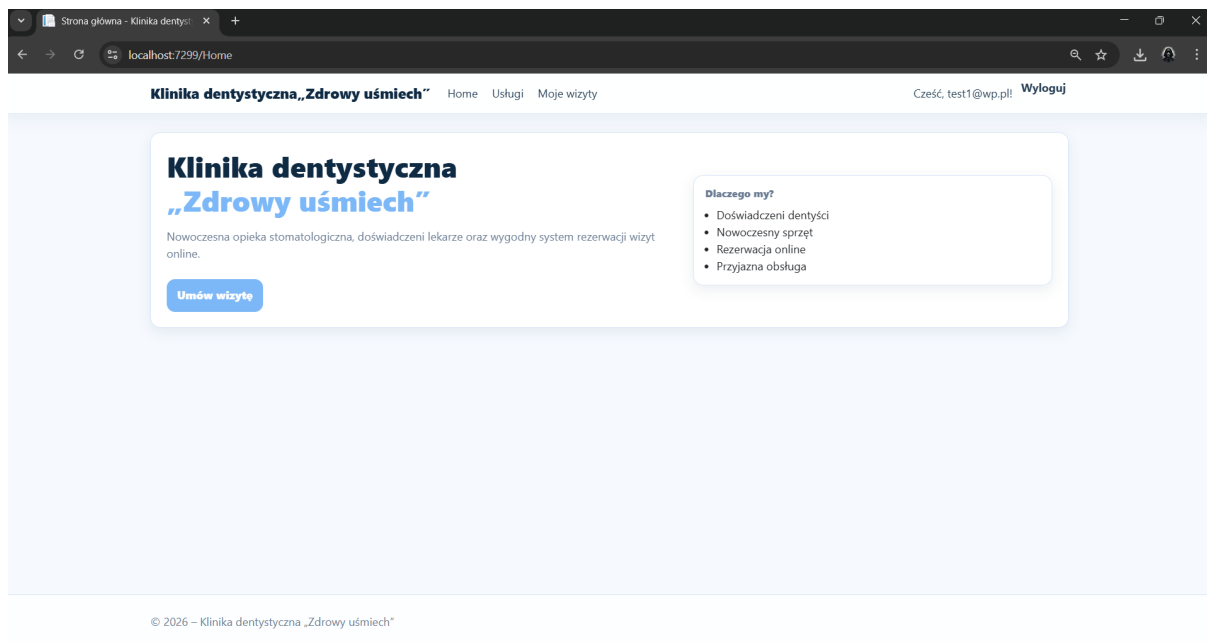 Strona główna - Klinika dentyst
localhost:7299/Home
Klinika dentystyczna„Zdrowy uśmiech” Home Usługi Moje wizyty Cześć, test1@wp.pl! Wyloguj
Klinika dentystyczna
„Zdrowy uśmiech”
Nowoczesna opieka stomatologiczna, doświadczeni lekarze oraz wygodny system rezerwacji wizyt
online.
Umów wizytę
Dlaczego my?
Doświadczeni dentyści
Nowoczesny sprzęt
Rezerwacja online
Przyjazna obsługa
© 2026 – Klinika dentystyczna „Zdrowy uśmiech”